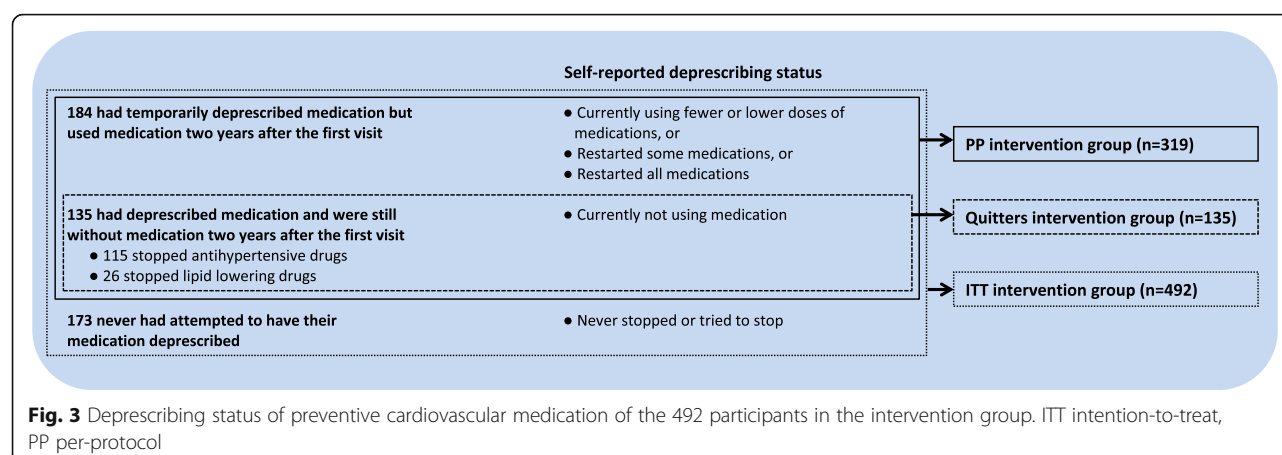 Self-reported deprescribing status
184 had temporarily deprescribed medication but
used medication two years after the first visit
● Currently using fewer or lower doses of
medications, or
● Restarted some medications, or
● Restarted all medications
PP intervention group (n=319)
135 had deprescribed medication and were still
without medication two years after the first visit
● 115 stopped antihypertensive drugs
● 26 stopped lipid lowering drugs
● Currently not using medication
Quitters intervention group (n=135)
ITT intervention group (n=492)
173 never had attempted to have their
medication deprescribed
● Never stopped or tried to stop
Fig. 3 Deprescribing status of preventive cardiovascular medication of the 492 participants in the intervention group. ITT intention-to-treat,
PP per-protocol